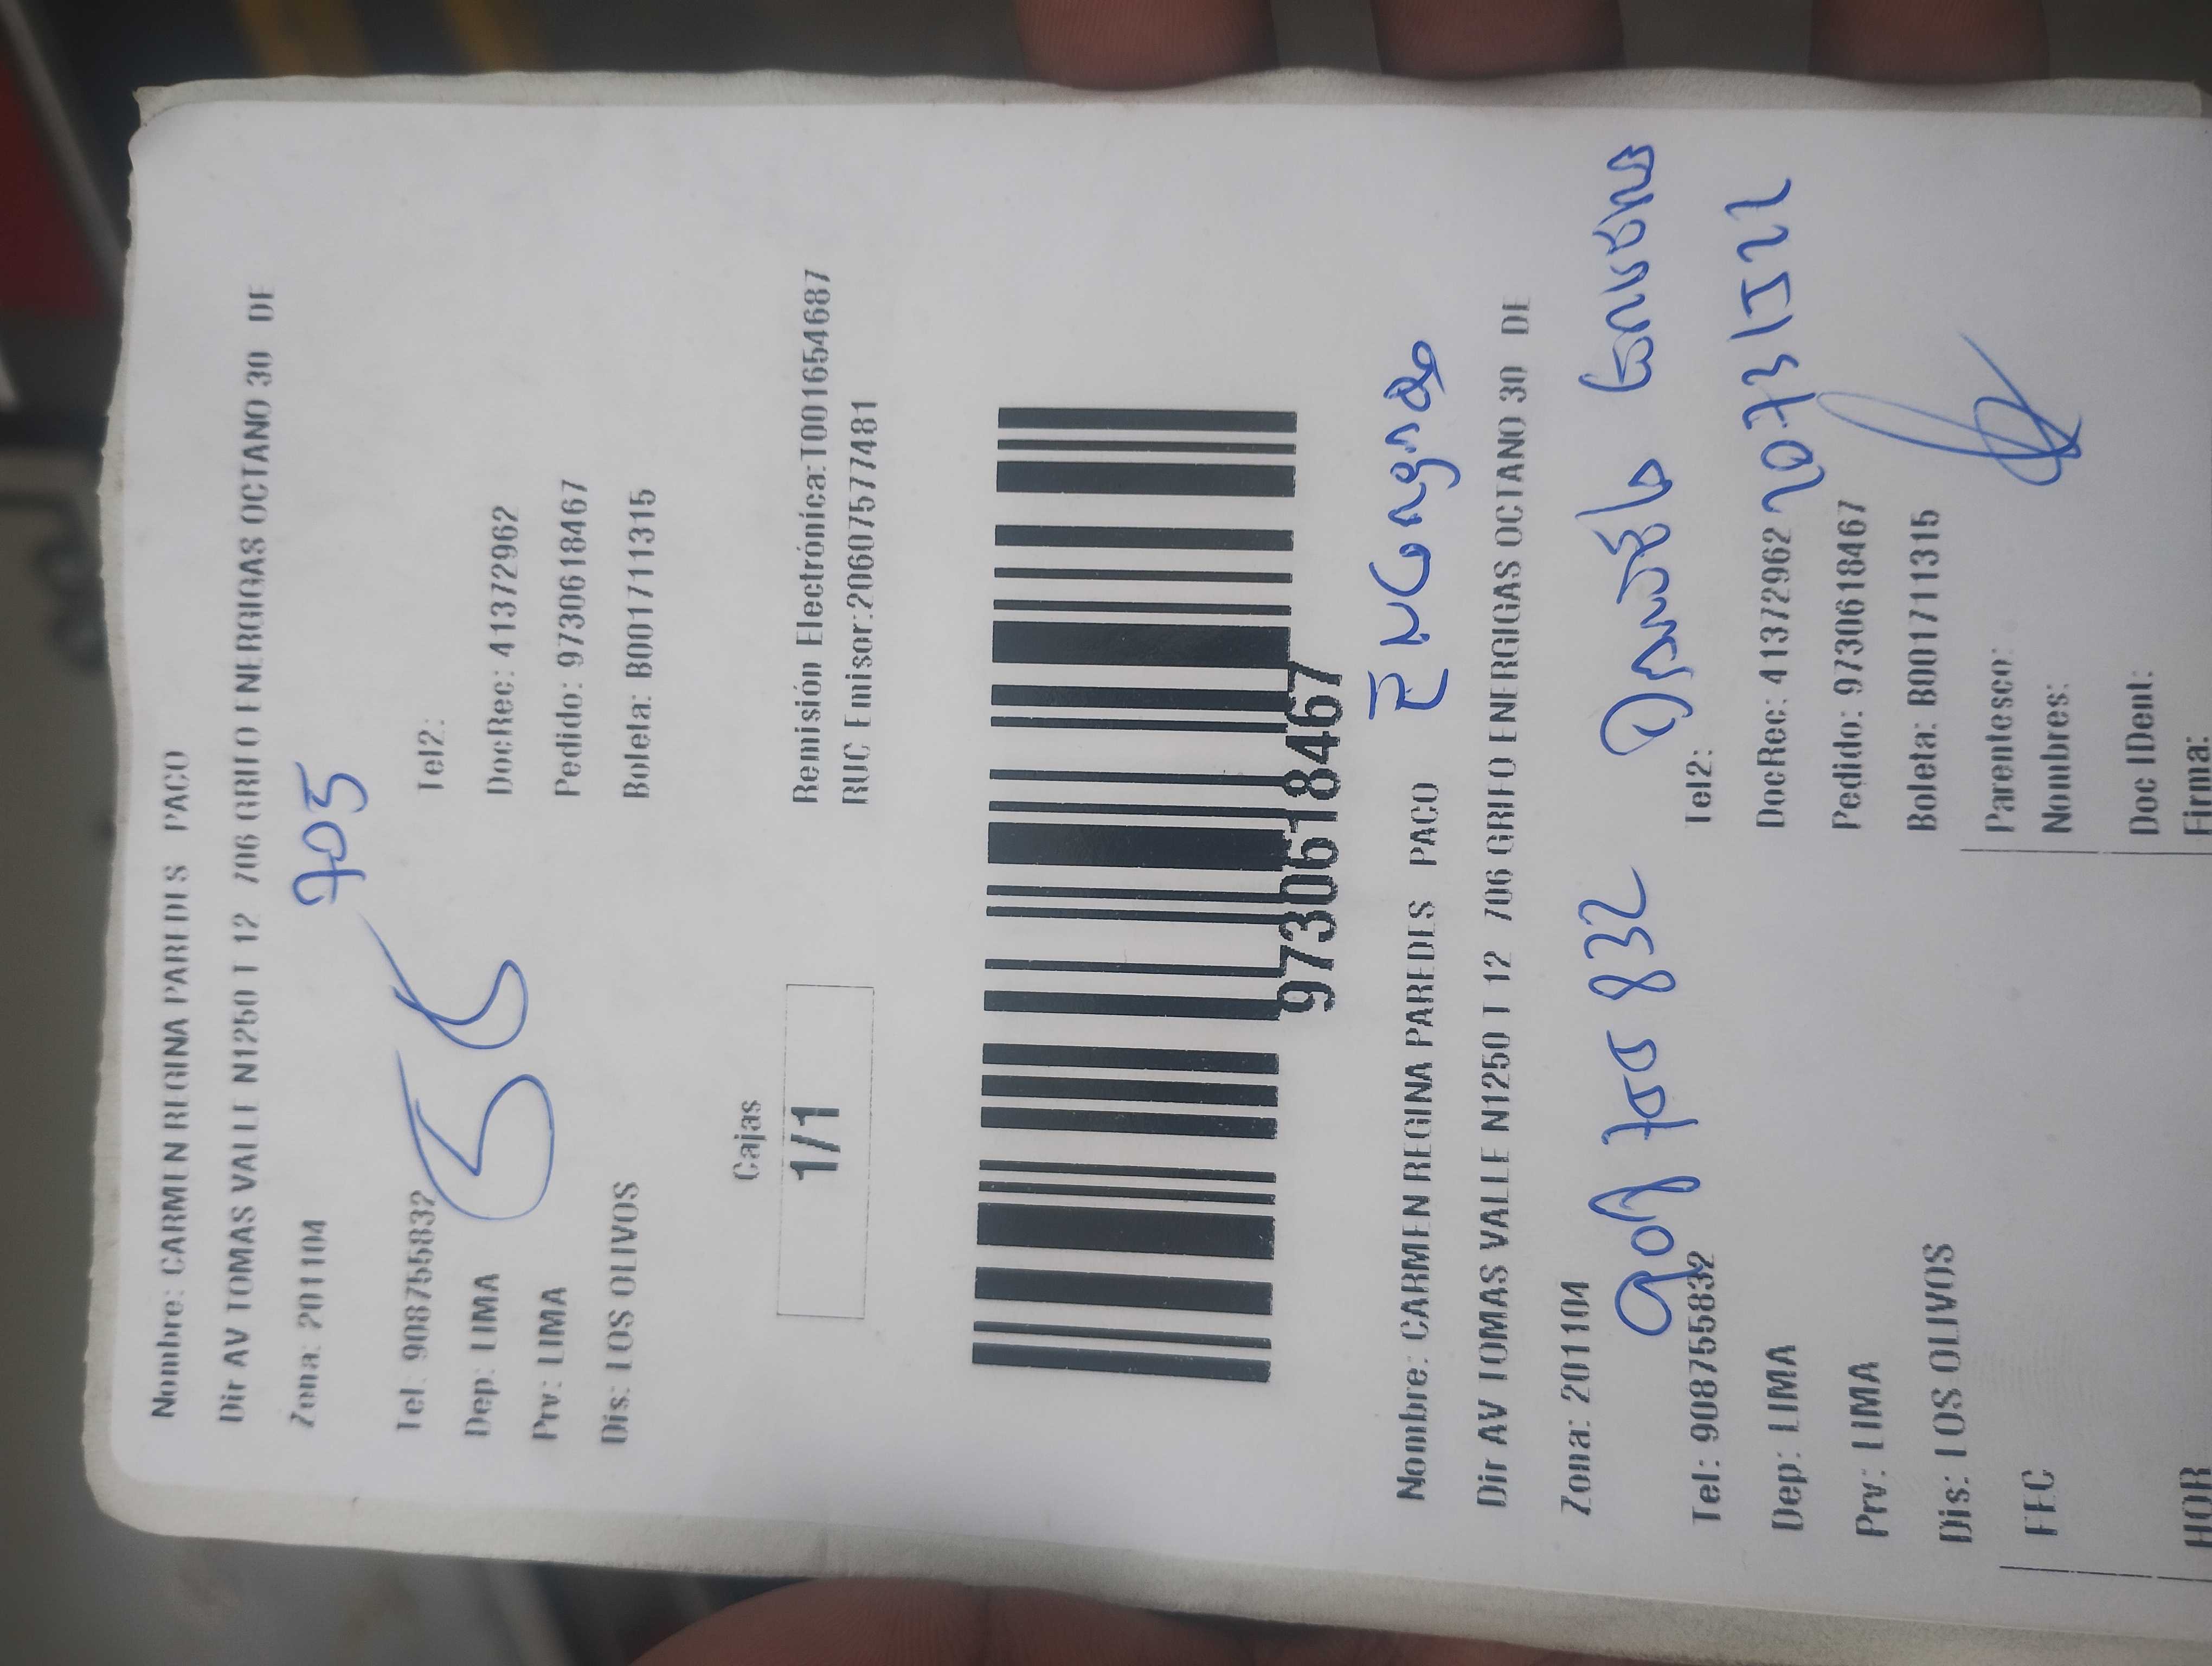 Nombre: CARMEN REGINA PAREDES PACO
Dir AV TOMAS VALLE N1250 T 12 706 GRIFO ENERGIGAS OCTANO 30 DE
Zona: 201104
705
Tel: 908755832
Tel2:
Dep: LIMA
DocRec: 41372962
Prv: LIMA
Pedido: 9730618467
Dis: LOS OLIVOS
Boleta: B001711315
Cajas
1/1
Remisión Electrónica:T001654687
RUC Emisor:20607577481
9730618467
Nombre: CARMEN REGINA PAREDES PACO
Encargado
Dir AV TOMAS VALLE N1250 T 12 706 GRIFO ENERGIGAS OCTANO 30 DE
Zona: 201104
832
Tel: 908755832
Tel2:
Dep: LIMA
DocRec: 41372962
Prv: LIMA
Pedido: 9730618467
Dis: LOS OLIVOS
Boleta: B001711315
FEC
Parentesco:
Nombres:
HOR
Doc IDent:
Firma: